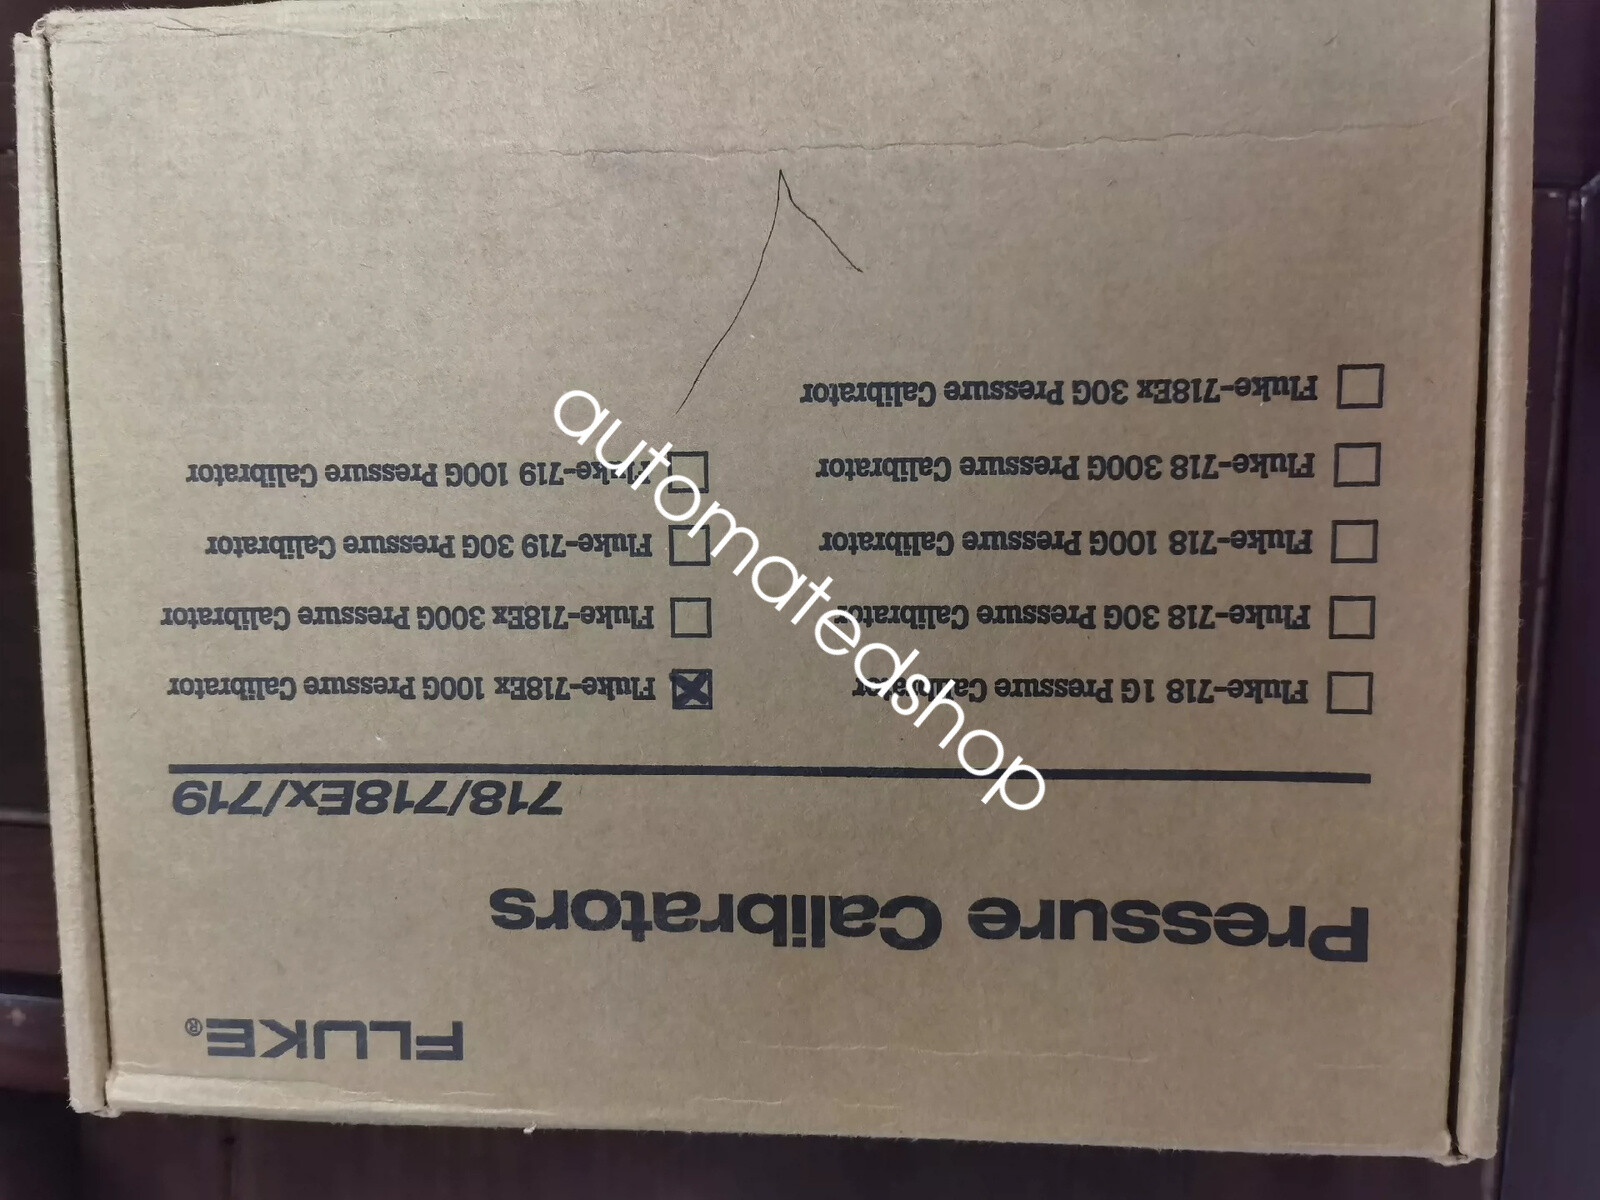 FLUKE®
Pressure Calibrators
718/718Ex/719
Fluke-718 1G Pressure Calibrator
Fluke-718 30G Pressure Calibrator
Fluke-718 100G Pressure Calibrator
Fluke-718 300G Pressure Calibrator
Fluke-718Ex 30G Pressure Calibrator
Fluke-718Ex 100G Pressure Calibrator
Fluke-718Ex 300G Pressure Calibrator
Fluke-719 30G Pressure Calibrator
Fluke-719 100G Pressure Calibrator
automatedshop